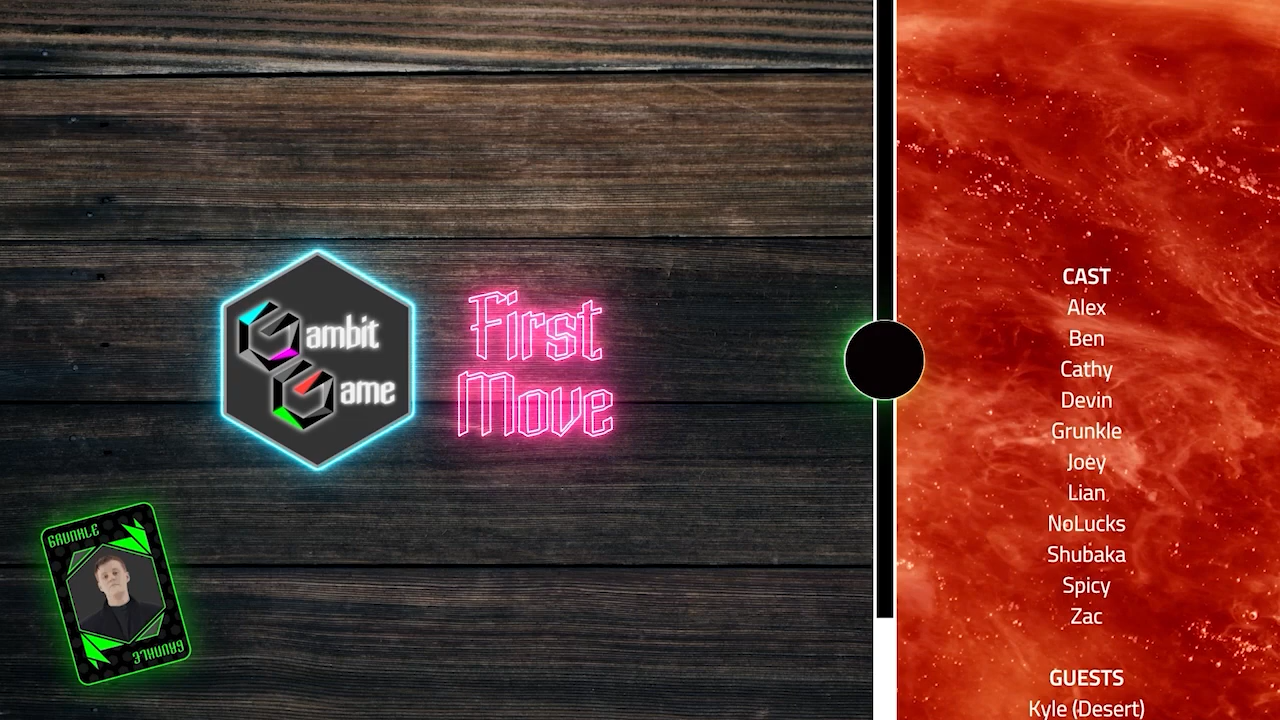 Gambit
Game
First
Move
GRUNKLE
GRUNKLE
CAST
Alex
Ben
Cathy
Devin
Grunkle
Joey
Lian
NoLucks
Shubaka
Spicy
Zac
GUESTS
Kyle (Desert)